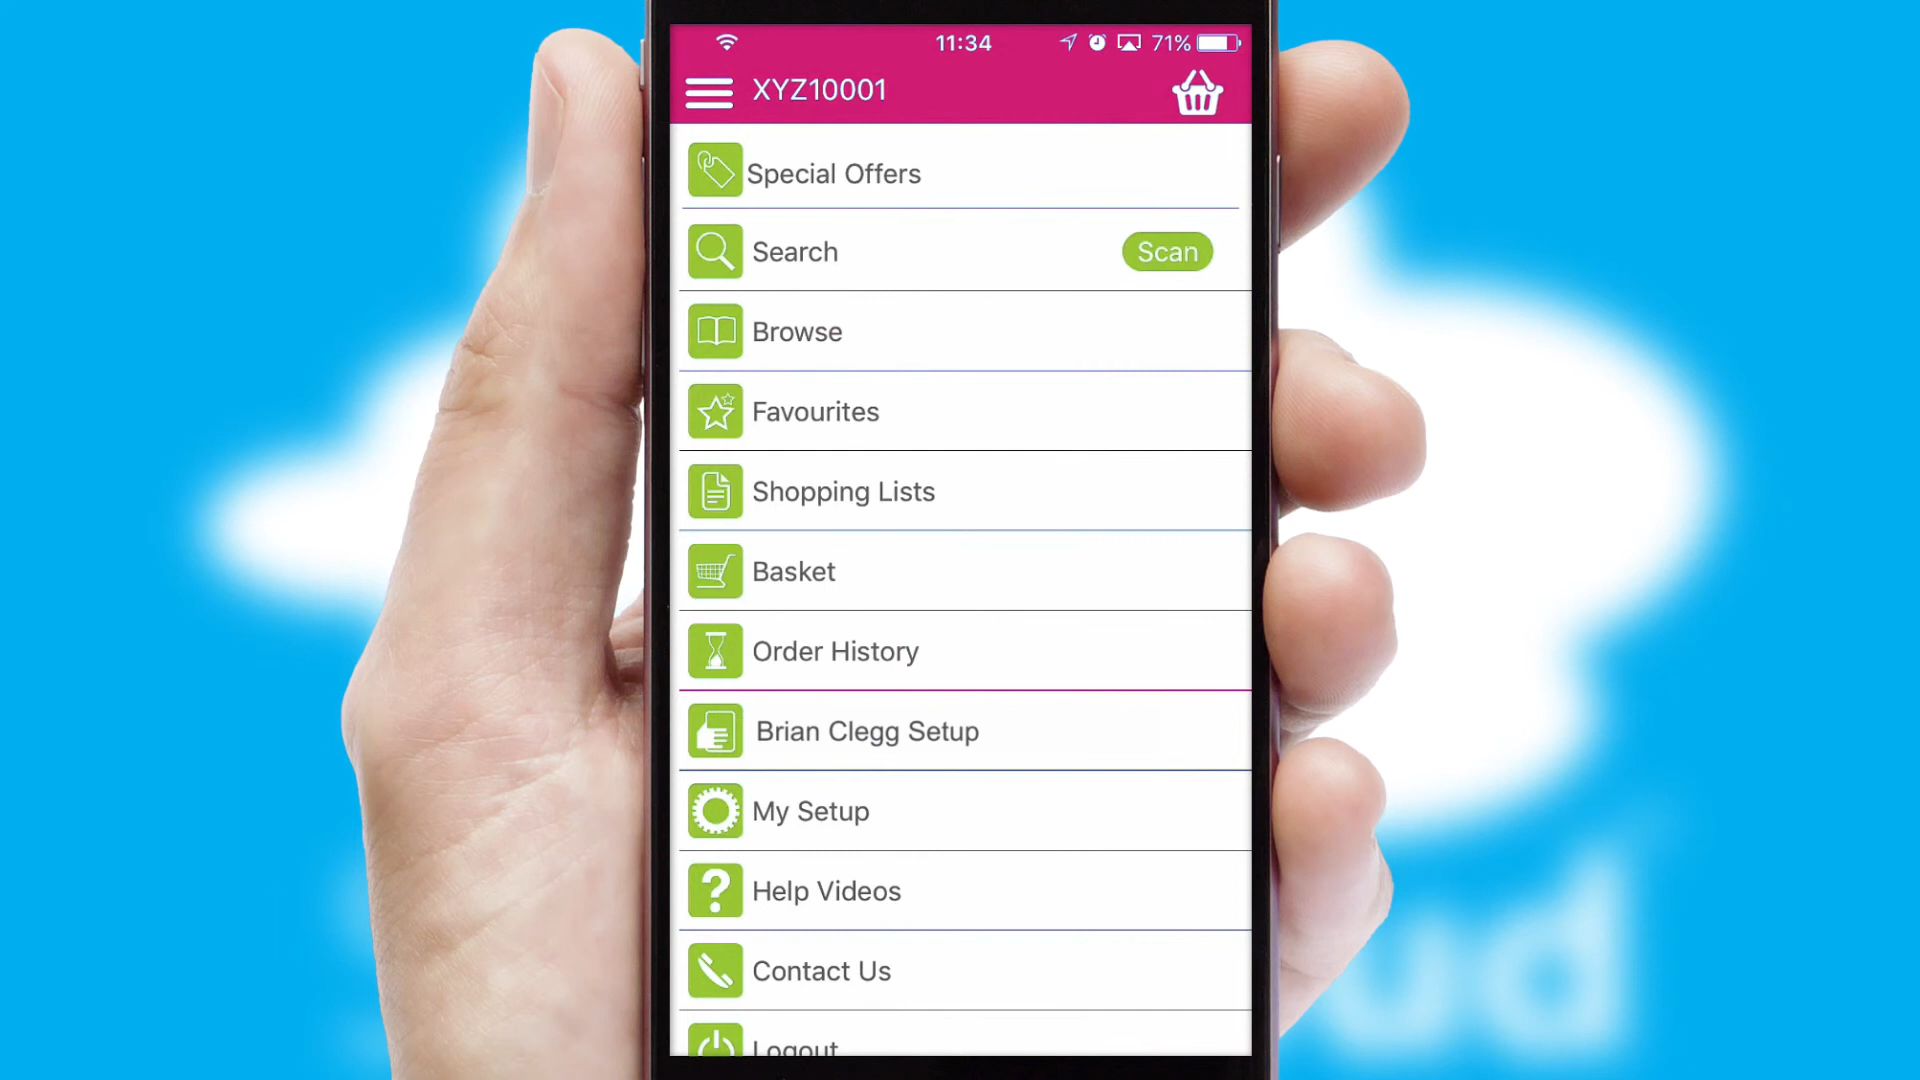 11:34 71%
XYZ10001
Special Offers
Search Scan
Browse
Favourites
Shopping Lists
Basket
Order History
Brian Clegg Setup
My Setup
Help Videos
Contact Us
Logout
ud